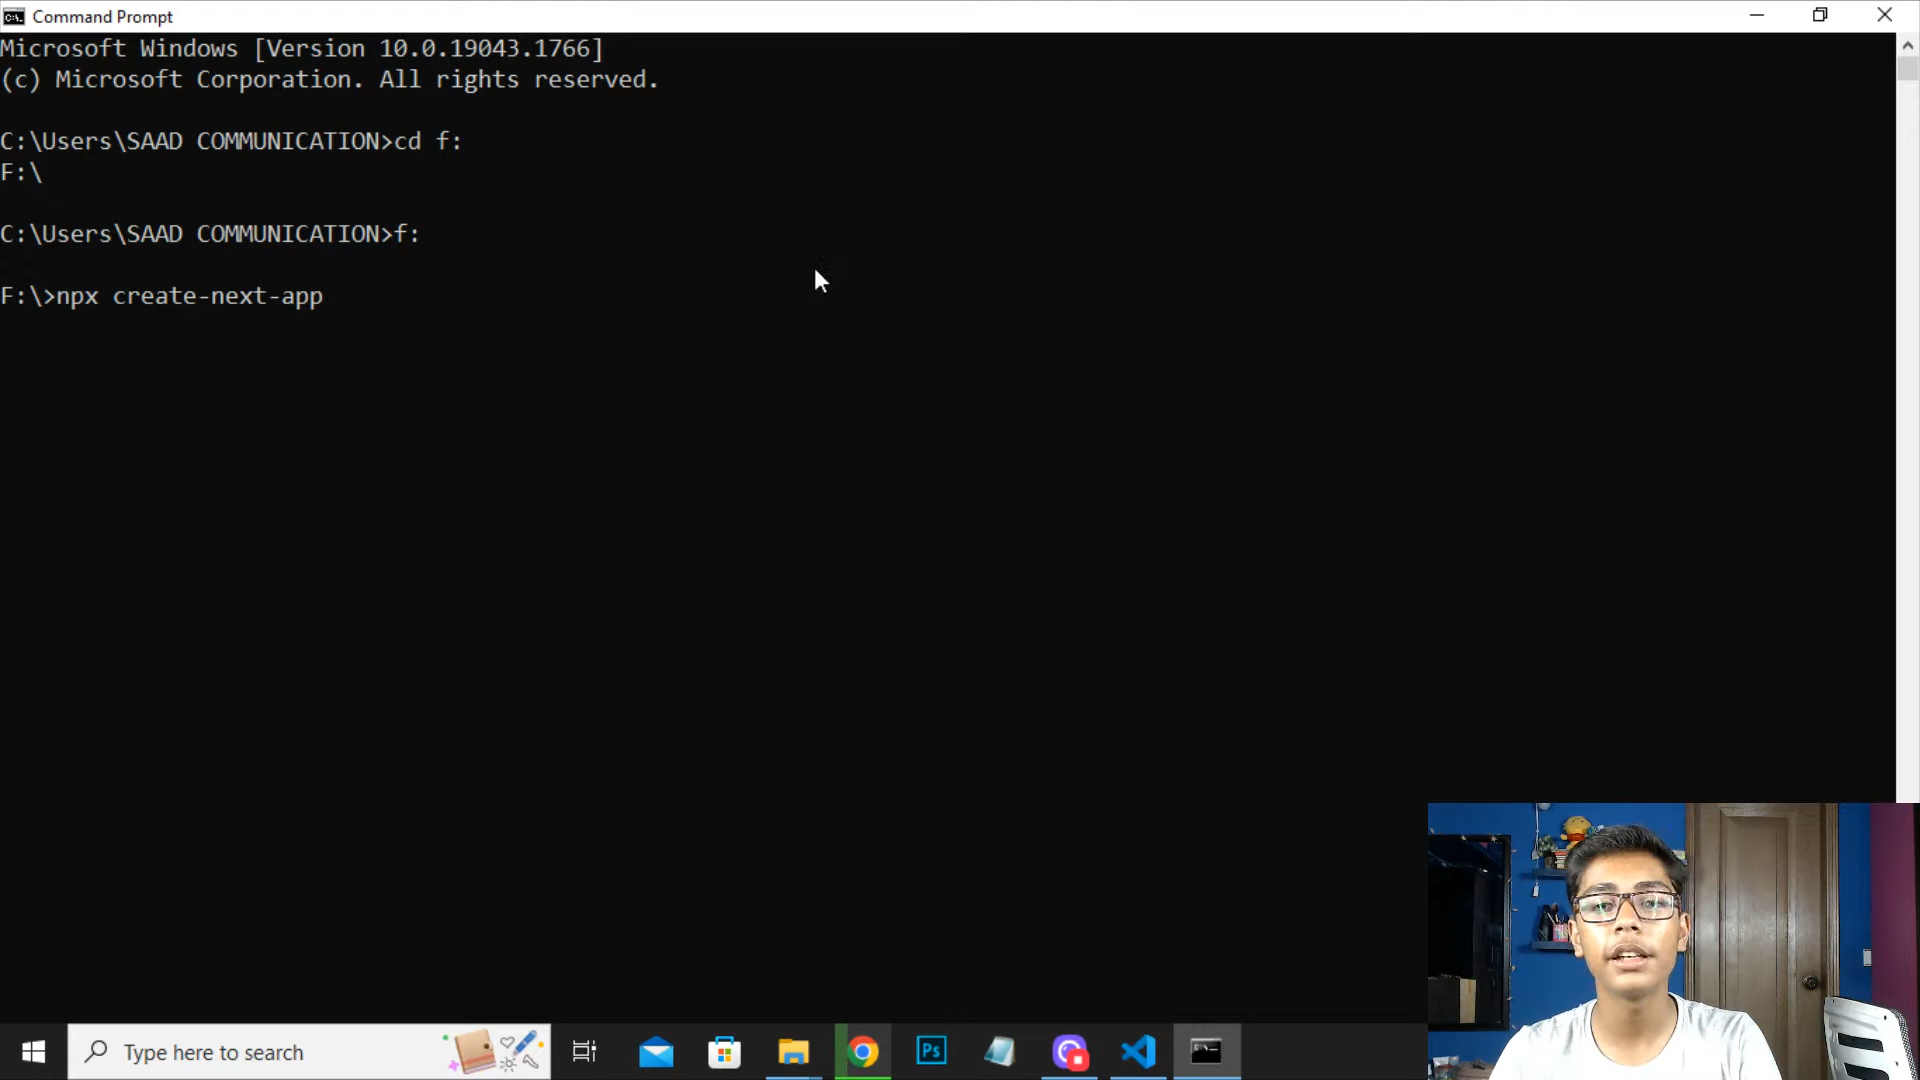 Command Prompt
Microsoft Windows [Version 10.0.19043.1766]
(c) Microsoft Corporation. All rights reserved.
C:\Users\SAAD COMMUNICATION>cd f:
F:\
C:\Users\SAAD COMMUNICATION>f:
F:\>npx create-next-app
Type here to search
Ps